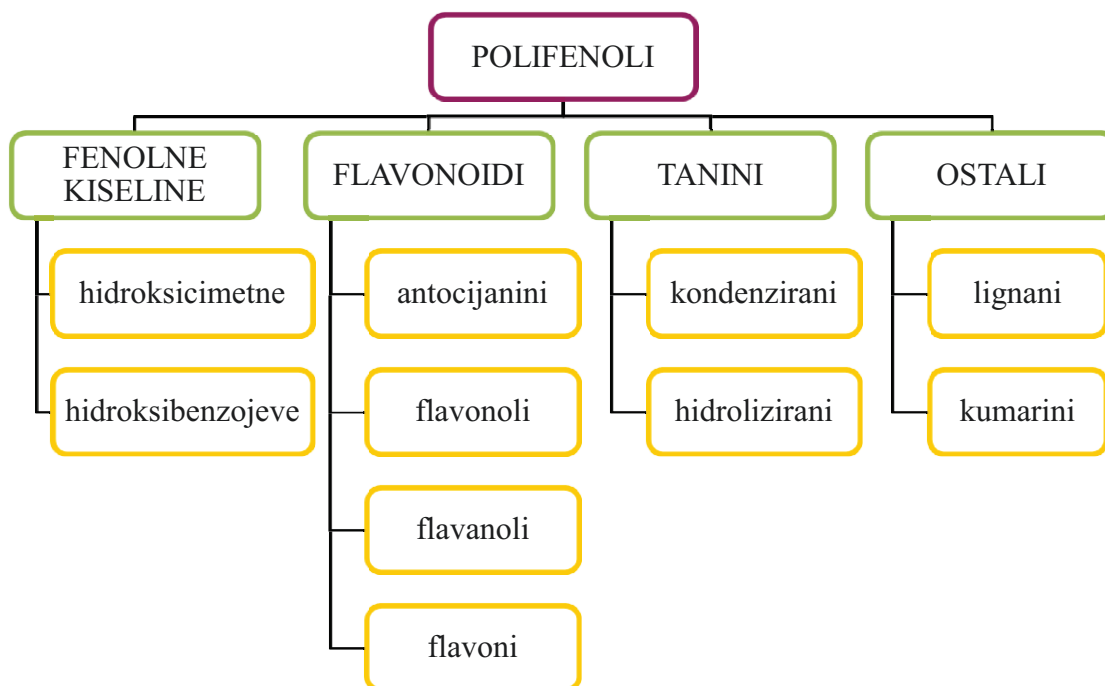 POLIFENOLI
FENOLNE
KISELINE
FLAVONOIDI
TANINI
OSTALI
hidroksicimetne
antocijanini
kondenzirani
lignani
hidroksibenzojeve
flavonoli
hidrolizirani
kumarini
flavanoli
flavoni